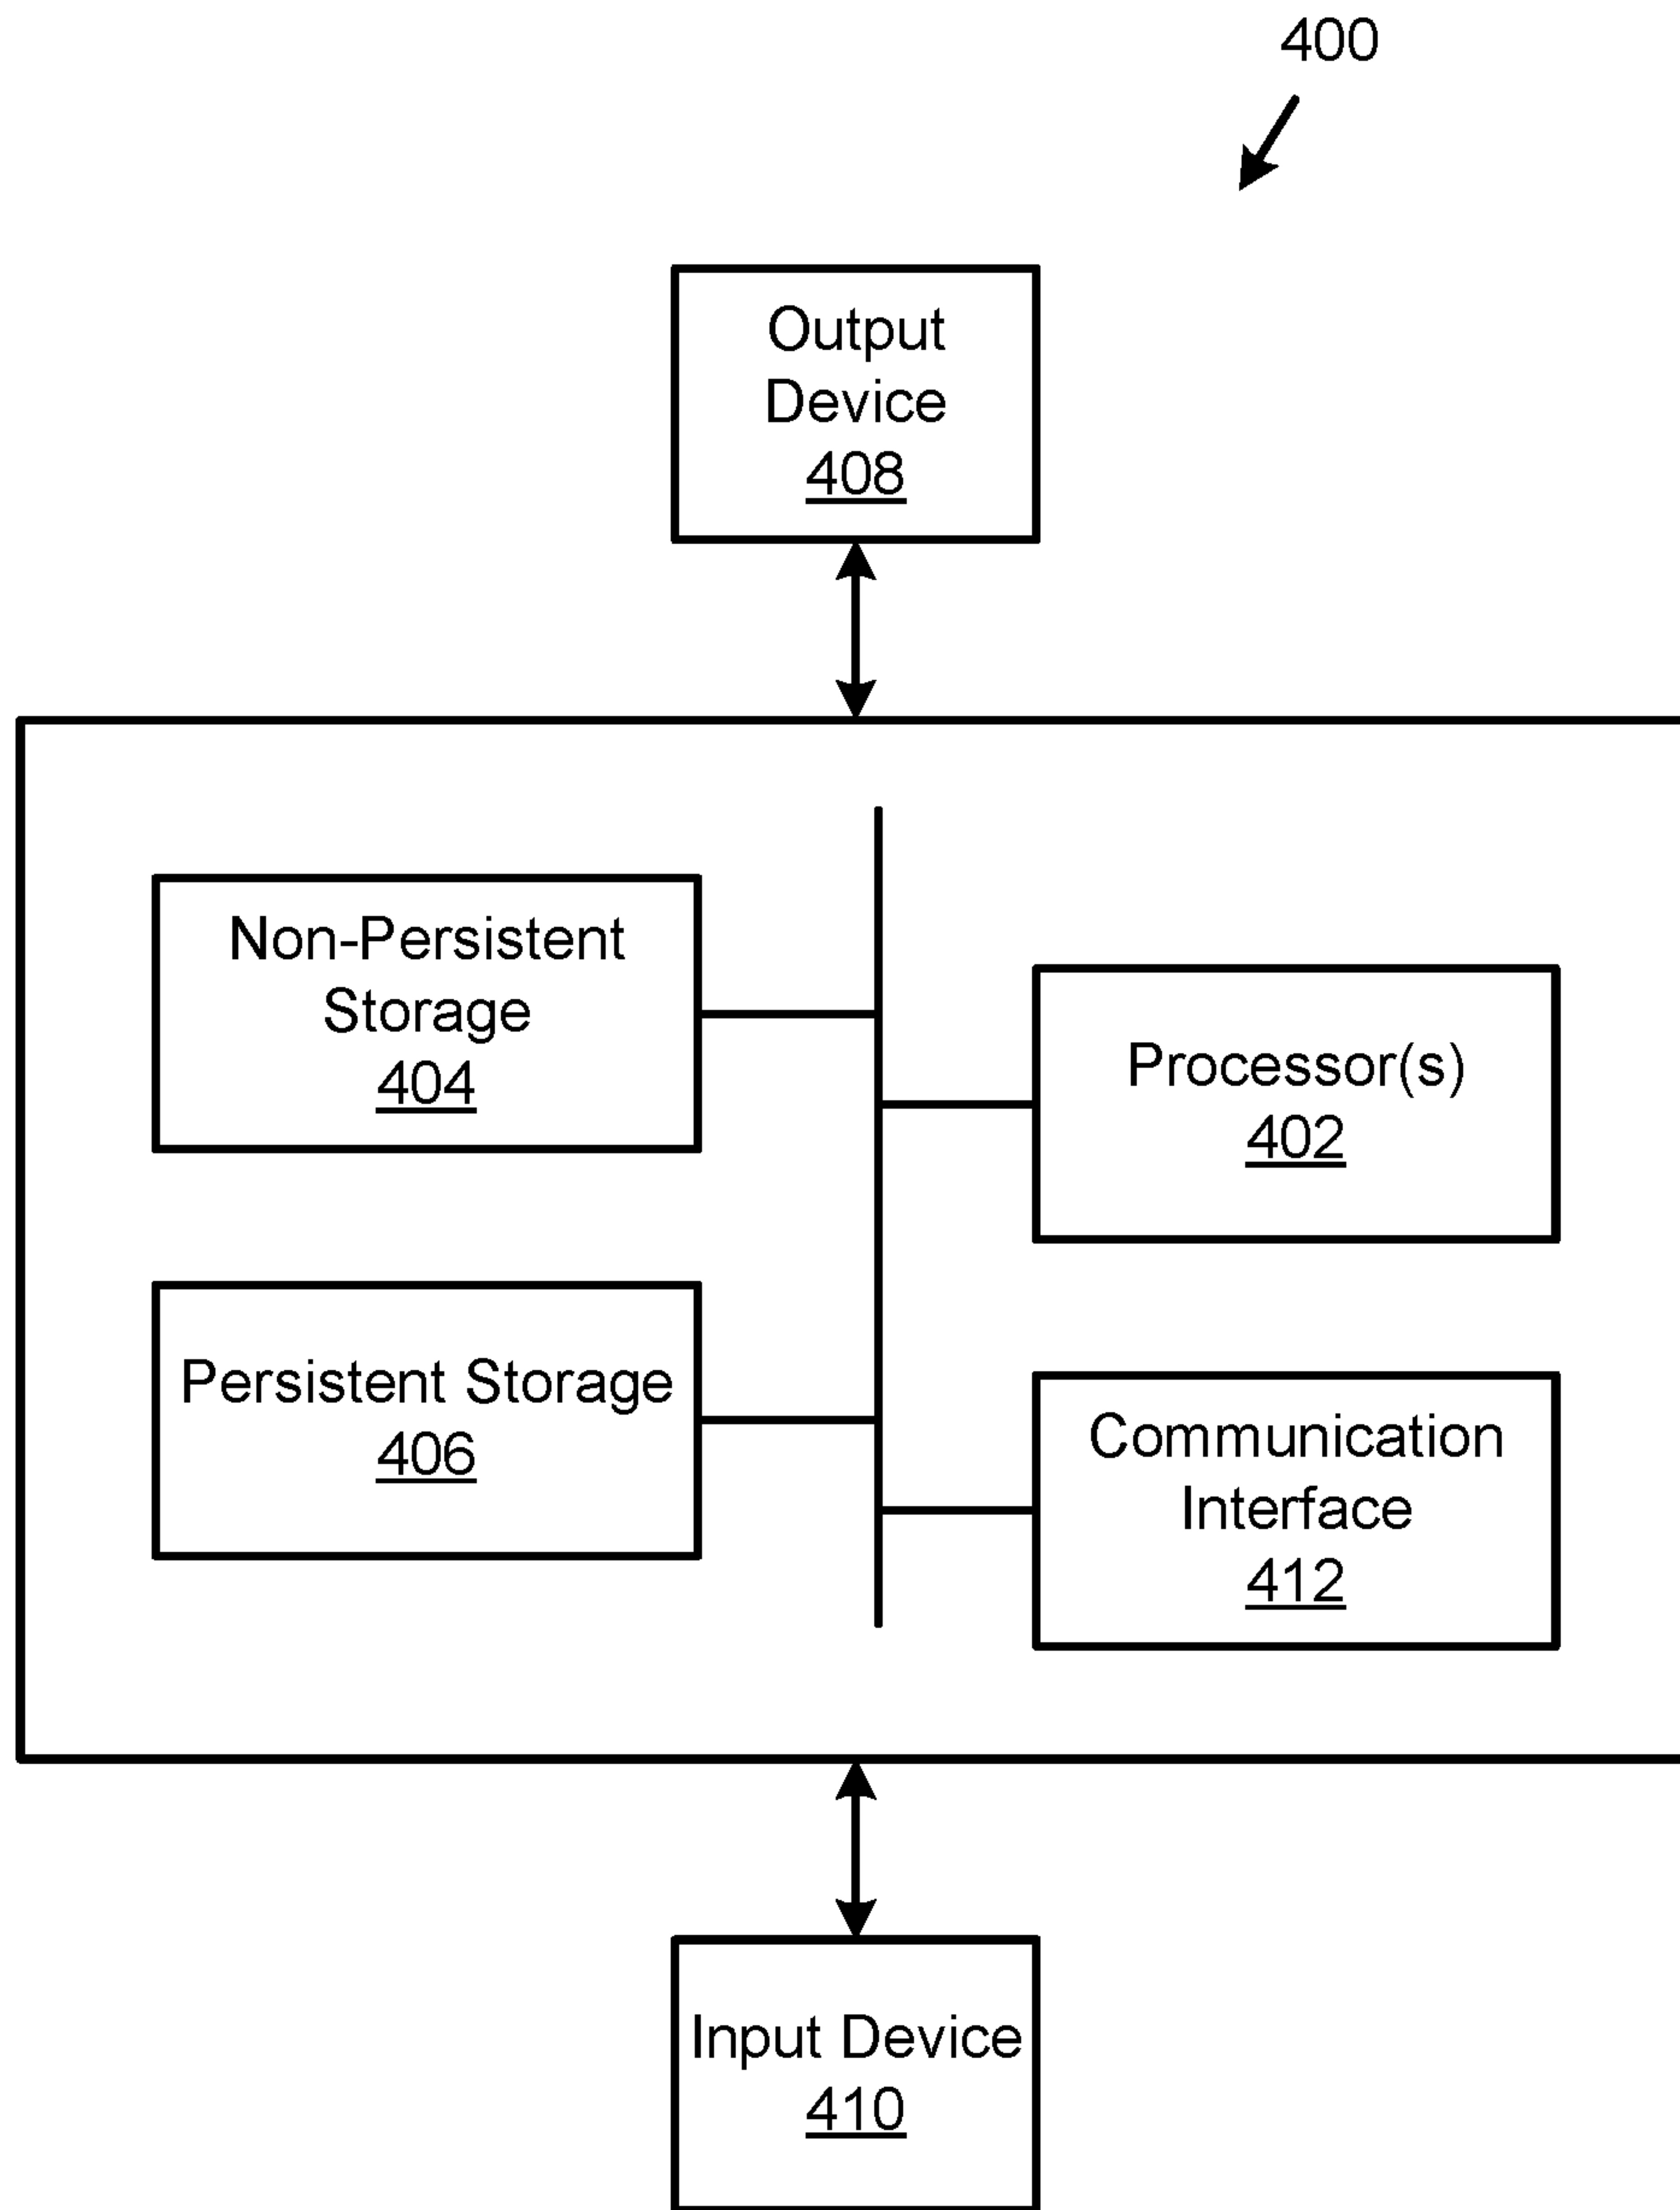 400
Output
Device
408
Non-Persistent
Storage
404
Processor(s)
402
Persistent Storage
406
Communication
Interface
412
Input Device
410